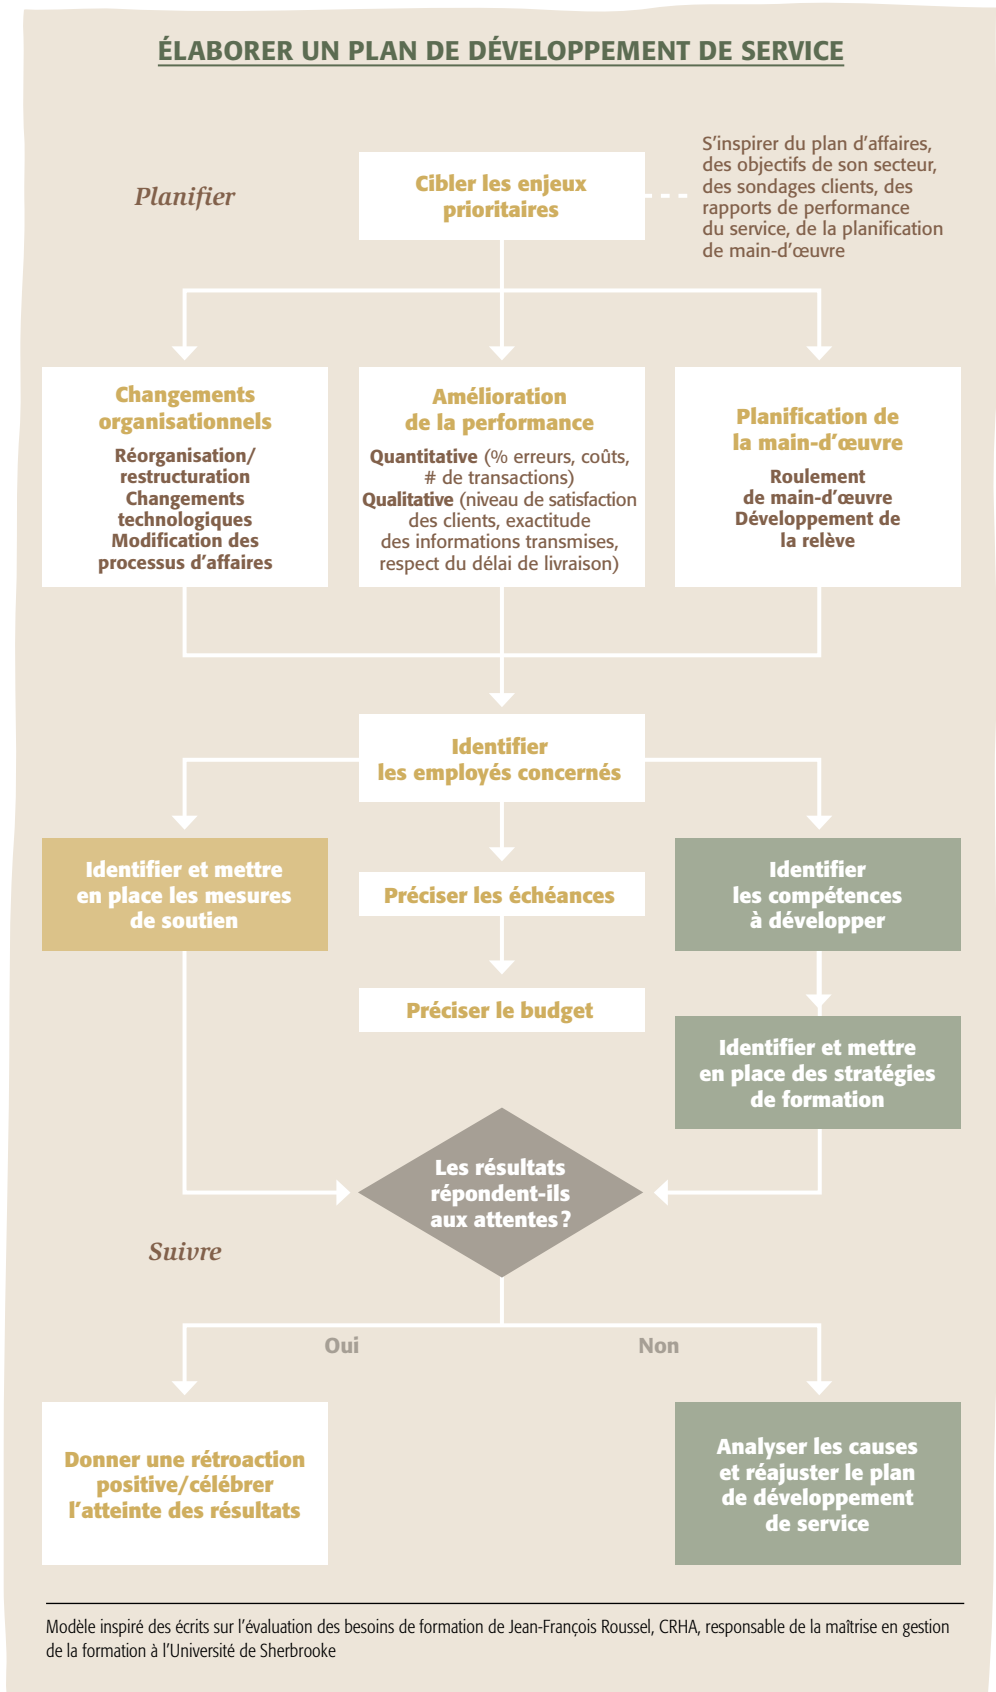 ÉLABORER UN PLAN DE DÉVELOPPEMENT DE SERVICE
Planifier
Cibler les enjeux
prioritaires
S’inspirer du plan d’affaires,
des objectifs de son secteur,
des sondages clients, des
rapports de performance
du service, de la planification
de main-d’œuvre
Changements
organisationnels
Réorganisation/
restructuration
Changements
technologiques
Modification des
processus d’affaires
Amélioration
de la performance
Quantitative (% erreurs, coûts,
# de transactions)
Qualitative (niveau de satisfaction
des clients, exactitude
des informations transmises,
respect du délai de livraison)
Planification de
la main-d’œuvre
Roulement
de main-d’œuvre
Développement de
la relève
Identifier
les employés concernés
Identifier et mettre
en place les mesures
de soutien
Préciser les échéances
Préciser le budget
Identifier
les compétences
à développer
Identifier et mettre
en place des stratégies
de formation
Les résultats
répondent-ils
aux attentes ?
Suivre
Oui
Non
Donner une rétroaction
positive/célébrer
l’atteinte des résultats
Analyser les causes
et réajuster le plan
de développement
de service
Modèle inspiré des écrits sur l’évaluation des besoins de formation de Jean-François Roussel, CRHA, responsable de la maîtrise en gestion
de la formation à l’Université de Sherbrooke